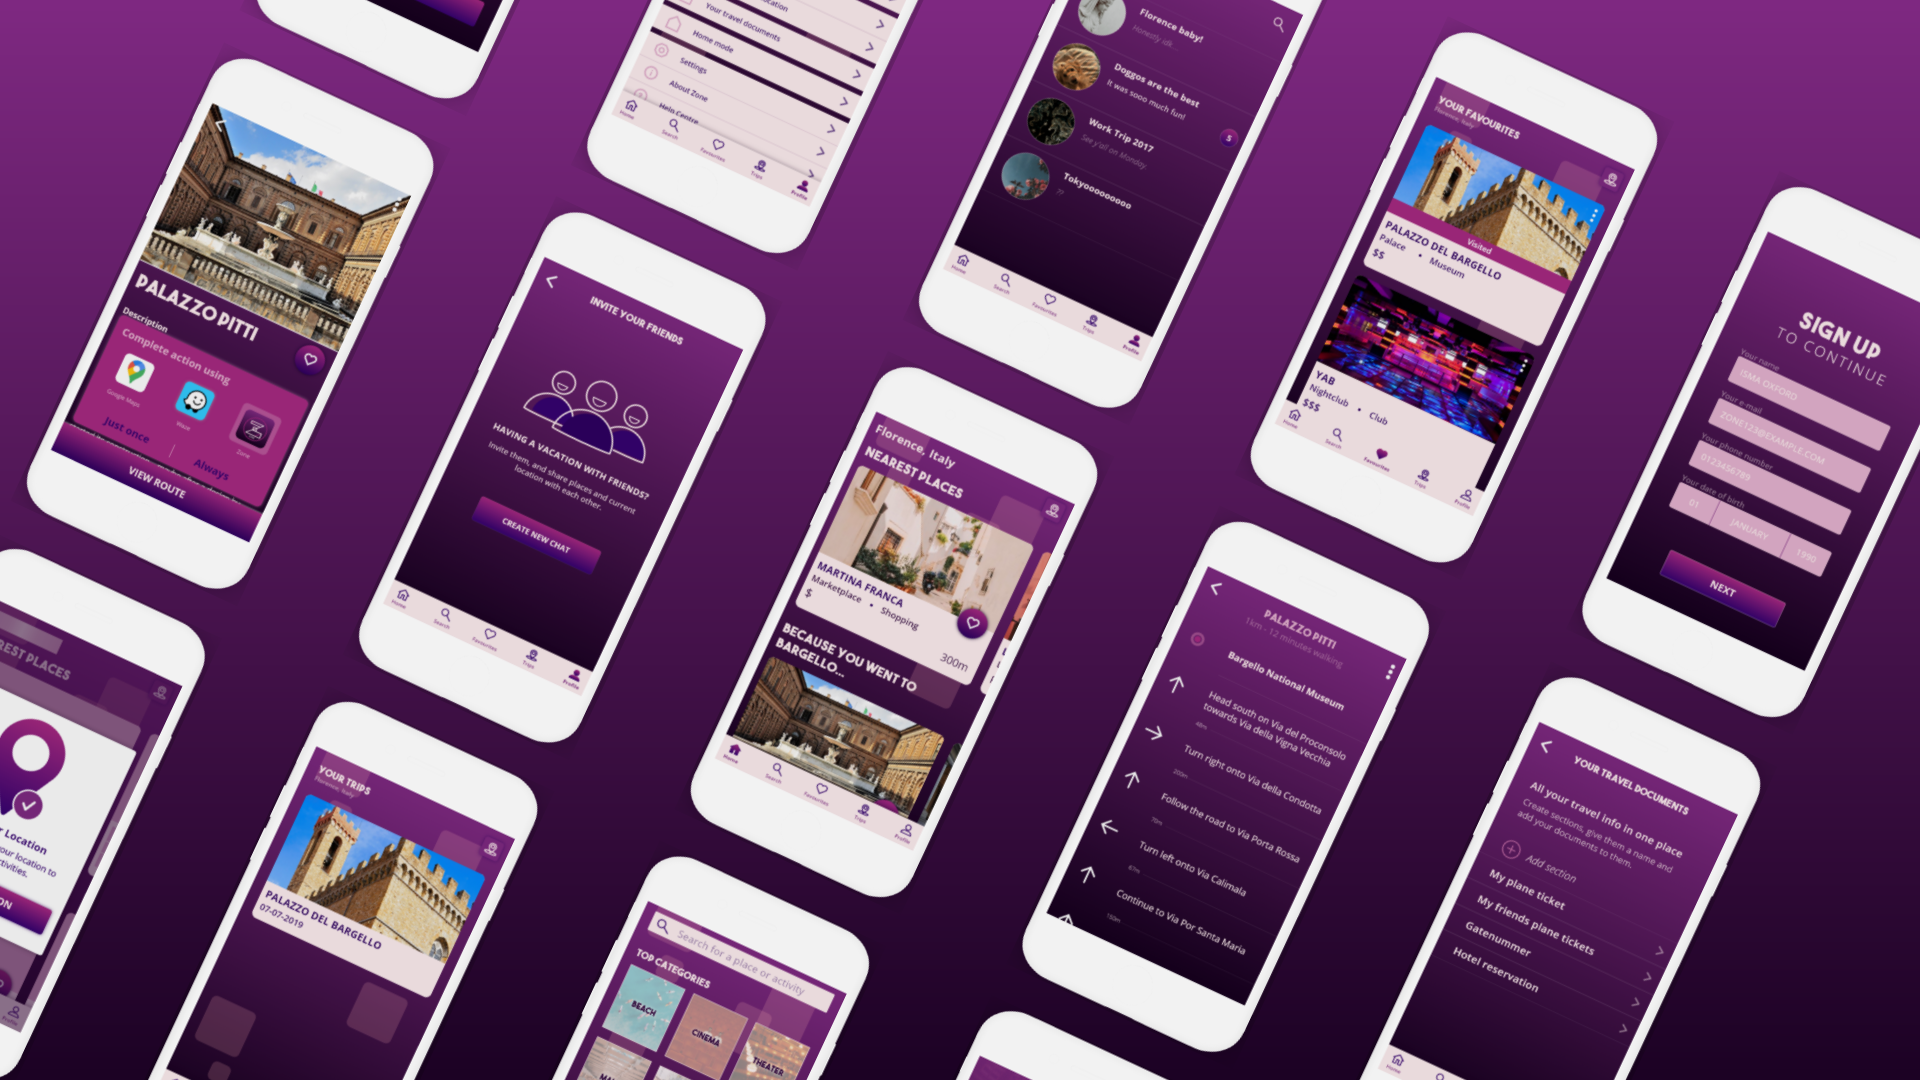 PALAZZO PITTI
Description
Complete action using
Google Maps
Waze
Zone
Just once
Always
VIEW ROUTE
Your travel documents
Home mode
Settings
About Zone
Help Centre
Home
Search
Favourites
Trips
Profile
INVITE YOUR FRIENDS
HAVING A VACATION WITH FRIENDS?
Invite them, and share places and current
location with each other.
CREATE NEW CHAT
Home
Search
Favourites
Trips
Profile
Florence baby!
Honestly idk..
Doggos are the best
It was sooo much fun!
5
Work Trip 2017
See y'all on Monday.
Tokyooooooooo
??
Home
Search
Favourites
Trips
Profile
YOUR FAVOURITES
Florence, Italy
Visited
PALAZZO DEL BARGELLO
Palace • Museum
$$
YAB
Nightclub • Club
$$$
Home
Search
Favourites
Trips
Profile
SIGN UP
TO CONTINUE
Your name
ISMA OXFORD
Your e-mail
ZONE123@EXAMPLE.COM
Your phone number
0123456789
Your date of birth
01 JANUARY 1990
NEXT
Florence, Italy
NEAREST PLACES
MARTINA FRANCA
Marketplace • Shopping
$
300m
BECAUSE YOU WENT TO
BARGELLO...
Home
Search
Favourites
Trips
Profile
PALAZZO PITTI
1km - 12 minutes walking
Bargello National Museum
Head south on Via del Proconsolo
towards Via della Vigna Vecchia
Turn right onto Via della Condotta
200m
Follow the road to Via Porta Rossa
70m
Turn left onto Via Calimala
87m
Continue to Via Por Santa Maria
150m
YOUR TRAVEL DOCUMENTS
All your travel info in one place
Create sections, give them a name and
add your documents to them.
Add section
My plane ticket
My friends plane tickets
Gatenummer
Hotel reservation
Home
PLACES
Location
your location to
Profile
YOUR TRIPS
Florence, Italy
PALAZZO DEL BARGELLO
07-07-2019
Search for a place or activity
TOP CATEGORIES
BEACH
CINEMA
THEATER